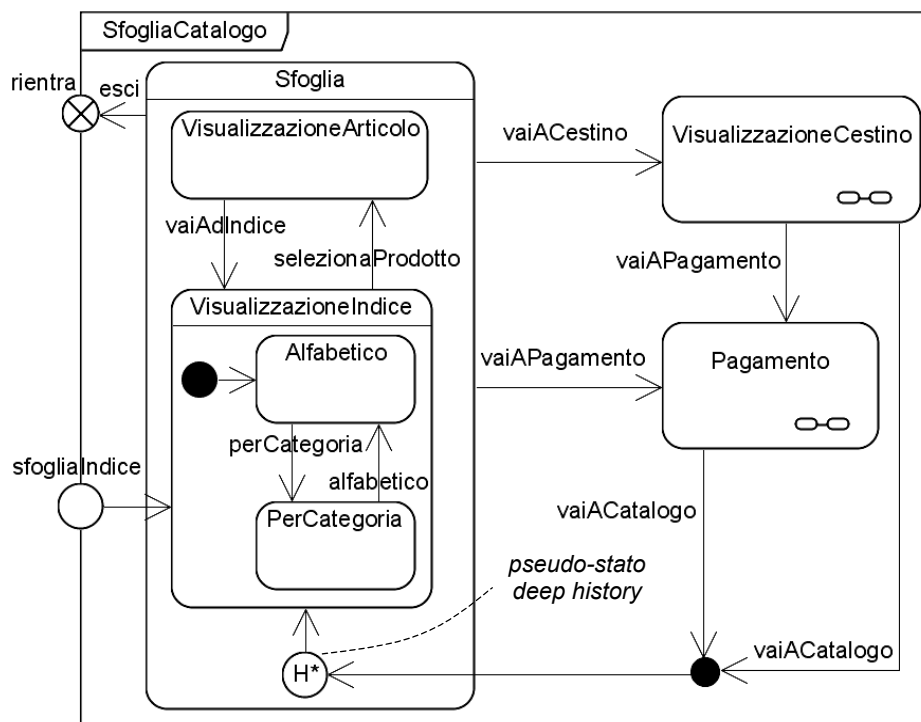 SfogliaCatalogo
rientra
esci
Sfoglia
VisualizzazioneArticolo
vaiACestino
VisualizzazioneCestino
vaiAdIndice
selezionaProdotto
vaiAPagamento
VisualizzazioneIndice
Alfabetico
vaiAPagamento
Pagamento
perCategoria
sfogliaIndice
alfabetico
PerCategoria
vaiACatalogo
pseudo-stato
deep history
vaiACatalogo
H*